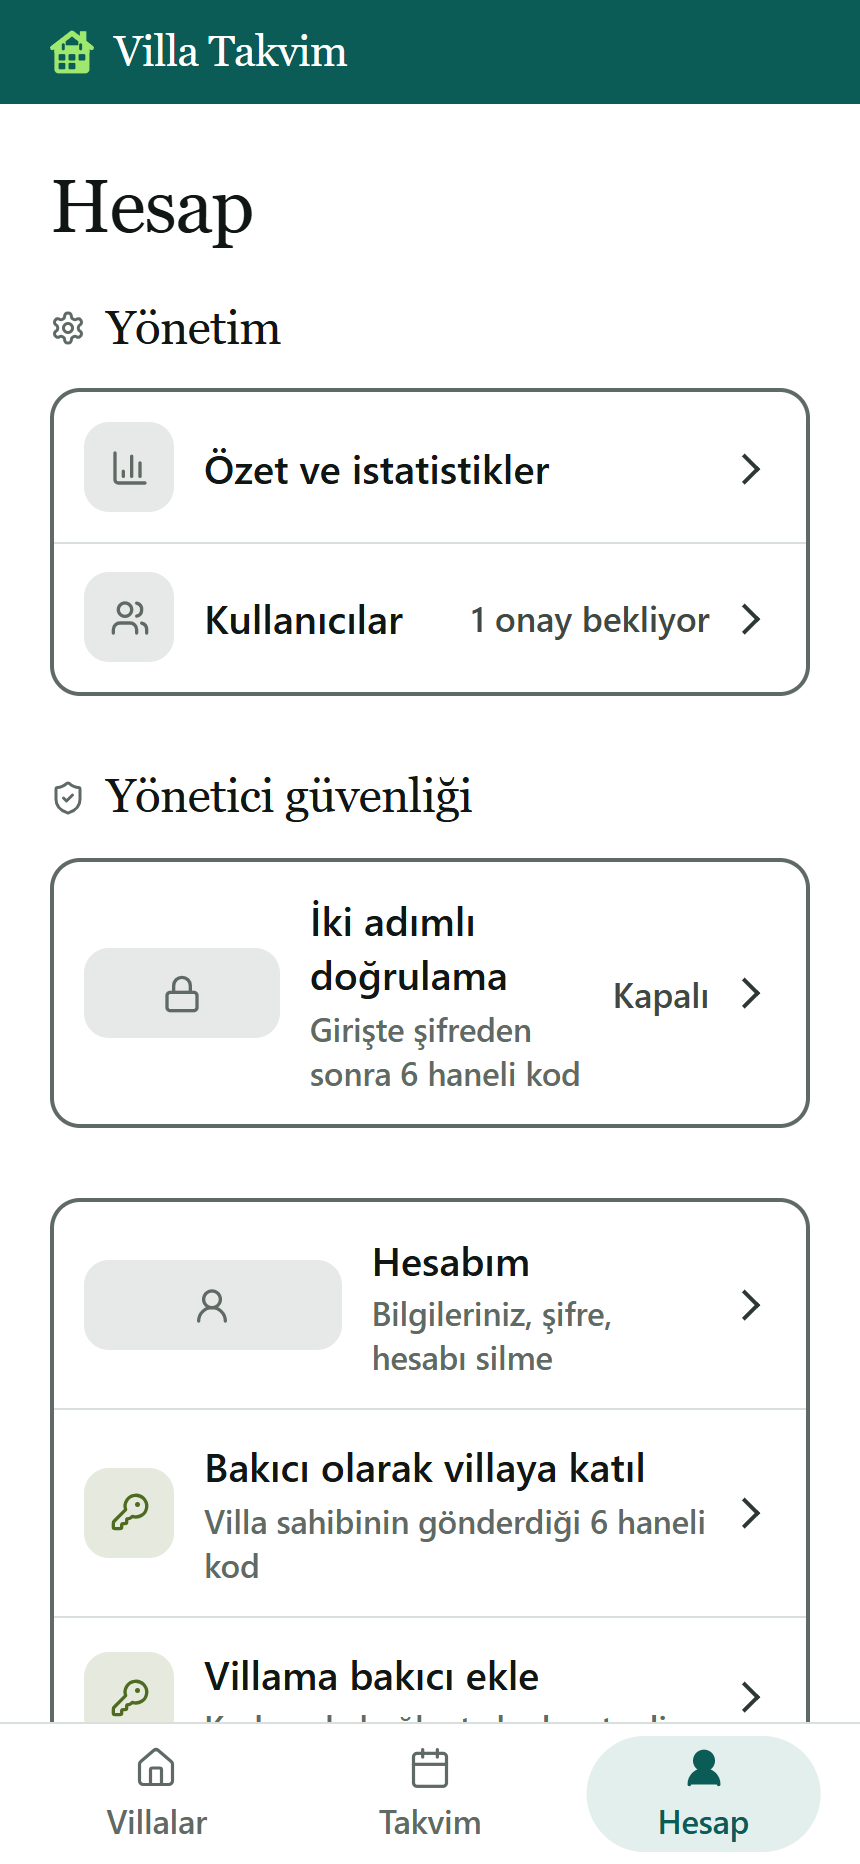 Villa Takvim
Hesap
Yönetim
Özet ve istatistikler
Kullanıcılar
1 onay bekliyor
Yönetici güvenliği
İki adımlı
doğrulama
Girişte şifreden
sonra 6 haneli kod
Kapalı
Hesabım
Bilgileriniz, şifre,
hesabı silme
Bakıcı olarak villaya katıl
Villa sahibinin gönderdiği 6 haneli
kod
Villama bakıcı ekle
Villalar
Takvim
Hesap